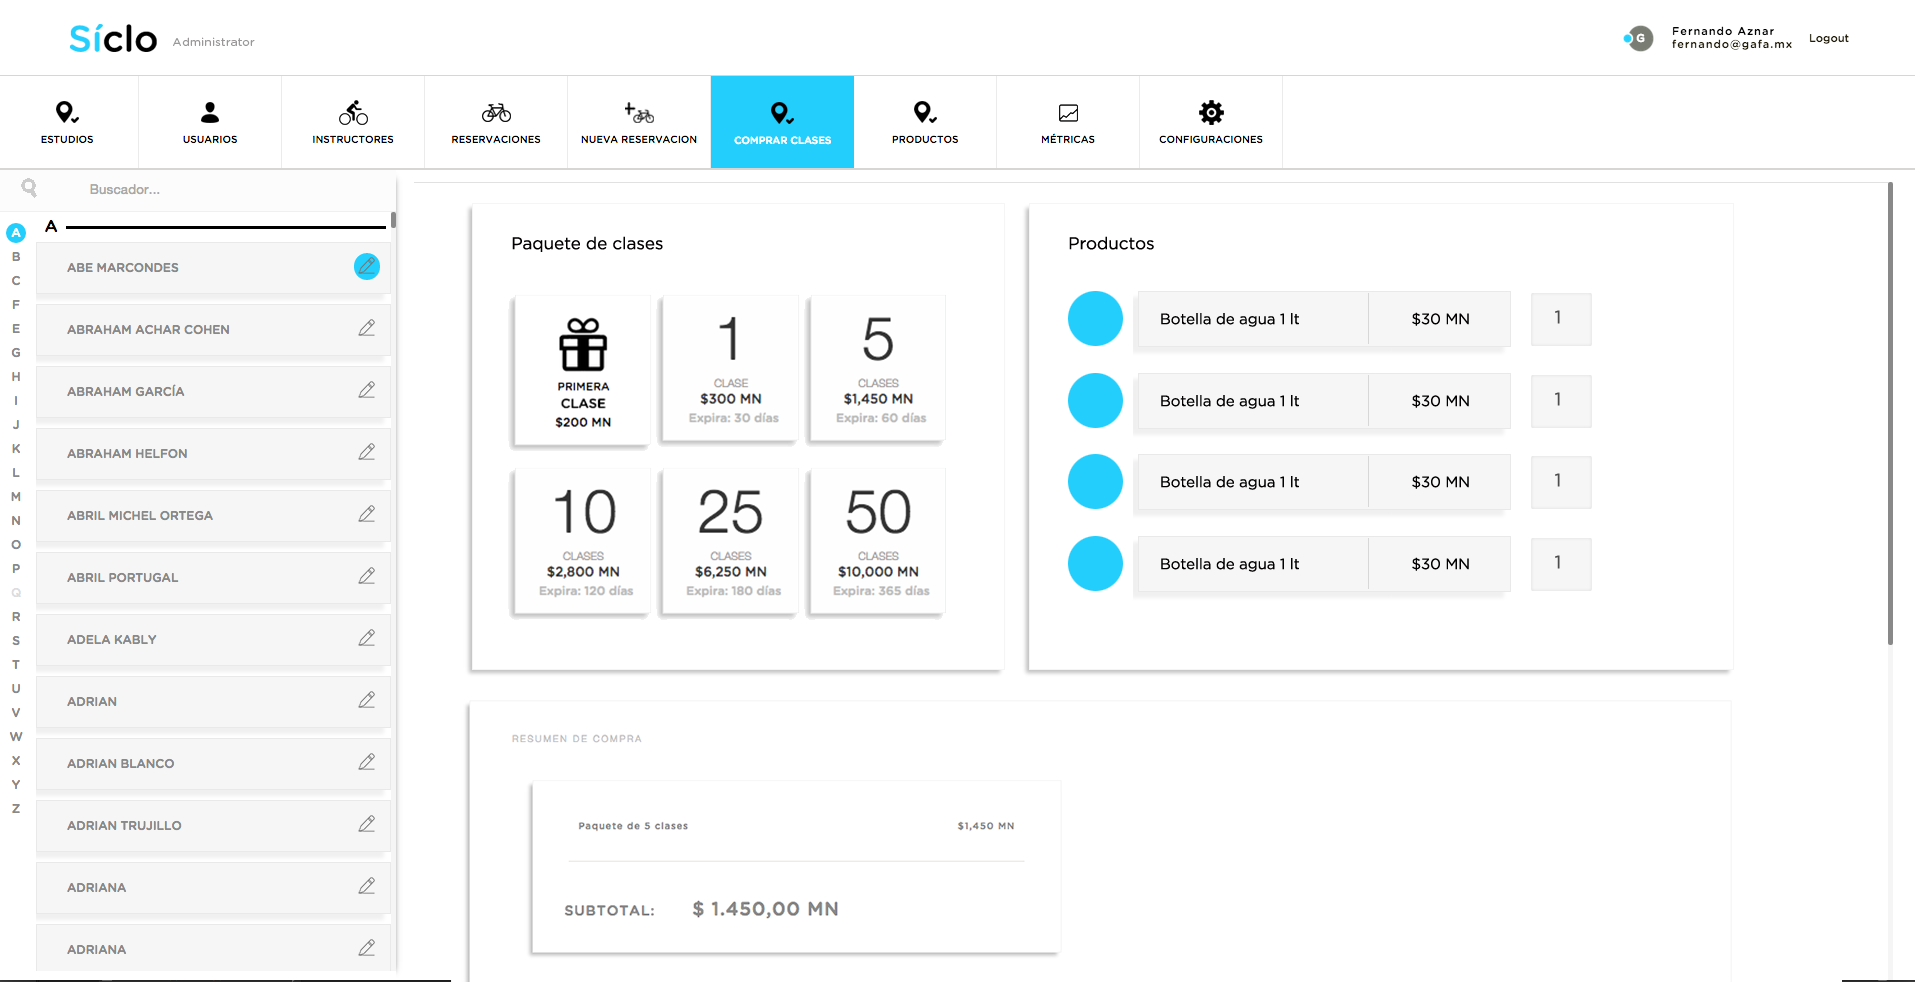 Síclo Administrator
G
Fernando Aznar
fernando@gafa.mx
Logout
ESTUDIOS
USUARIOS
INSTRUCTORES
RESERVACIONES
NUEVA RESERVACION
COMPRAR CLASES
PRODUCTOS
MÉTRICAS
CONFIGURACIONES
Buscador...
A
B
C
F
E
G
H
I
J
K
L
M
N
O
P
Q
R
S
T
U
V
W
X
Y
Z
A
ABE MARCONDES
ABRAHAM ACHAR COHEN
ABRAHAM GARCÍA
ABRAHAM HELFON
ABRIL MICHEL ORTEGA
ABRIL PORTUGAL
ADELA KABLY
ADRIAN
ADRIAN BLANCO
ADRIAN TRUJILLO
ADRIANA
ADRIANA
Paquete de clases
PRIMERA
CLASE
$200 MN
1
CLASE
$300 MN
Expira: 30 días
5
CLASES
$1,450 MN
Expira: 60 días
10
CLASES
$2,800 MN
Expira: 120 días
25
CLASES
$6,250 MN
Expira: 180 días
50
CLASES
$10,000 MN
Expira: 365 días
Productos
Botella de agua 1 lt $30 MN 1
Botella de agua 1 lt $30 MN 1
Botella de agua 1 lt $30 MN 1
Botella de agua 1 lt $30 MN 1
RESUMEN DE COMPRA
Paquete de 5 clases $1,450 MN
SUBTOTAL: $ 1.450,00 MN